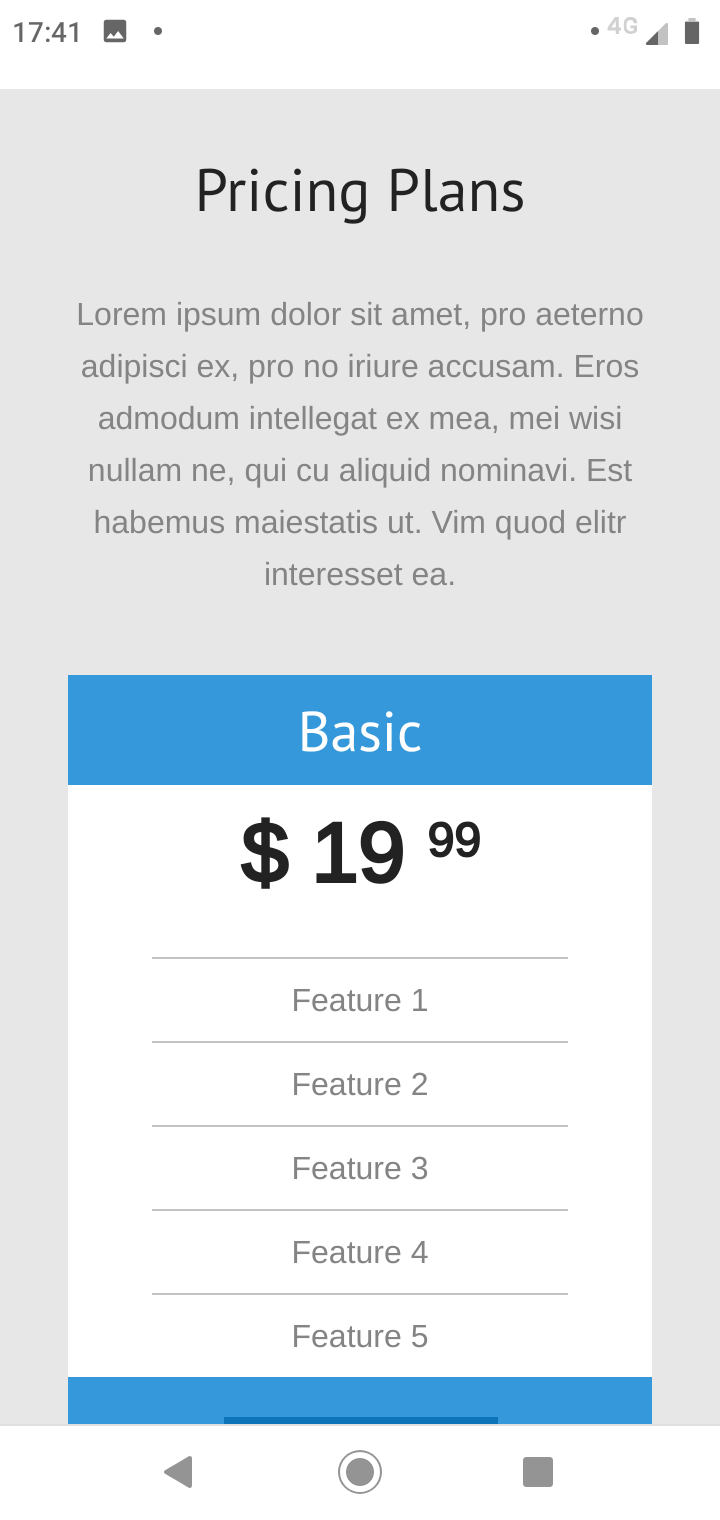 17:41
4G
Pricing Plans
Lorem ipsum dolor sit amet, pro aeterno
adipisci ex, pro no iriure accusam. Eros
admodum intellegat ex mea, mei wisi
nullam ne, qui cu aliquid nominavi. Est
habemus maiestatis ut. Vim quod elitr
interesset ea.
Basic
$ 19 99
Feature 1
Feature 2
Feature 3
Feature 4
Feature 5